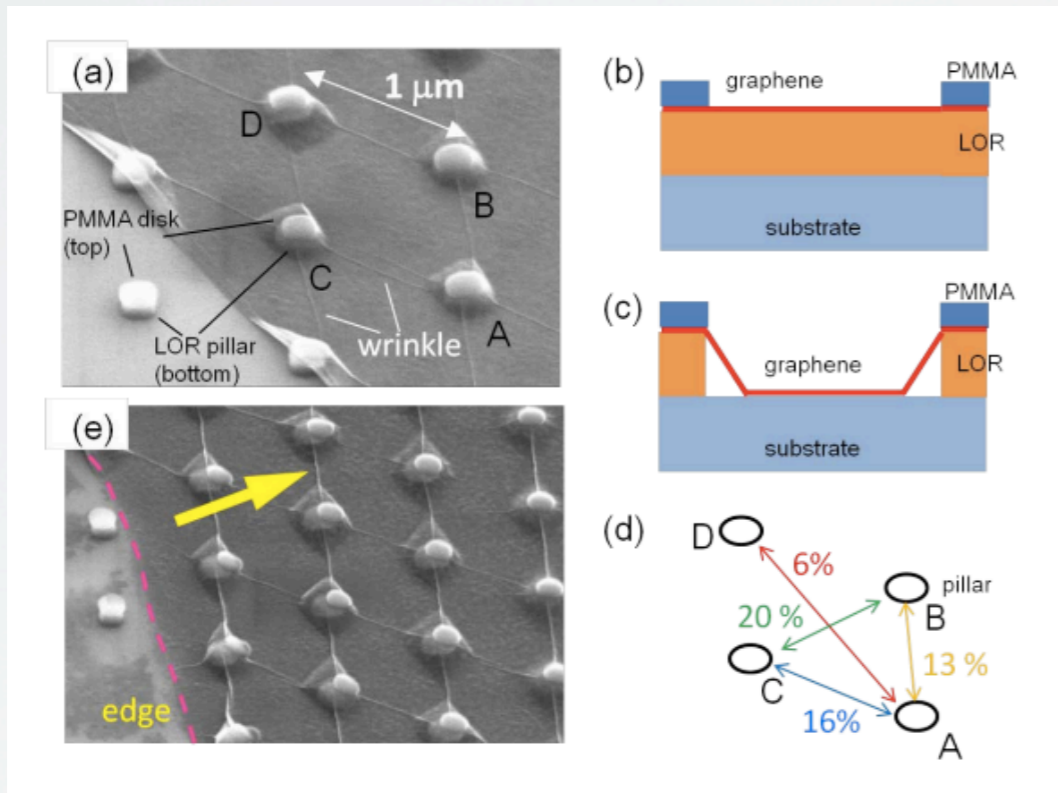 (a)
1 μm
D
B
PMMA disk
(top)
C
A
LOR pillar
(bottom)
wrinkle
(b)
graphene
PMMA
LOR
substrate
(c)
PMMA
graphene
LOR
substrate
(e)
edge
(d)
D
6%
20 %
pillar
B
13 %
C
16%
A